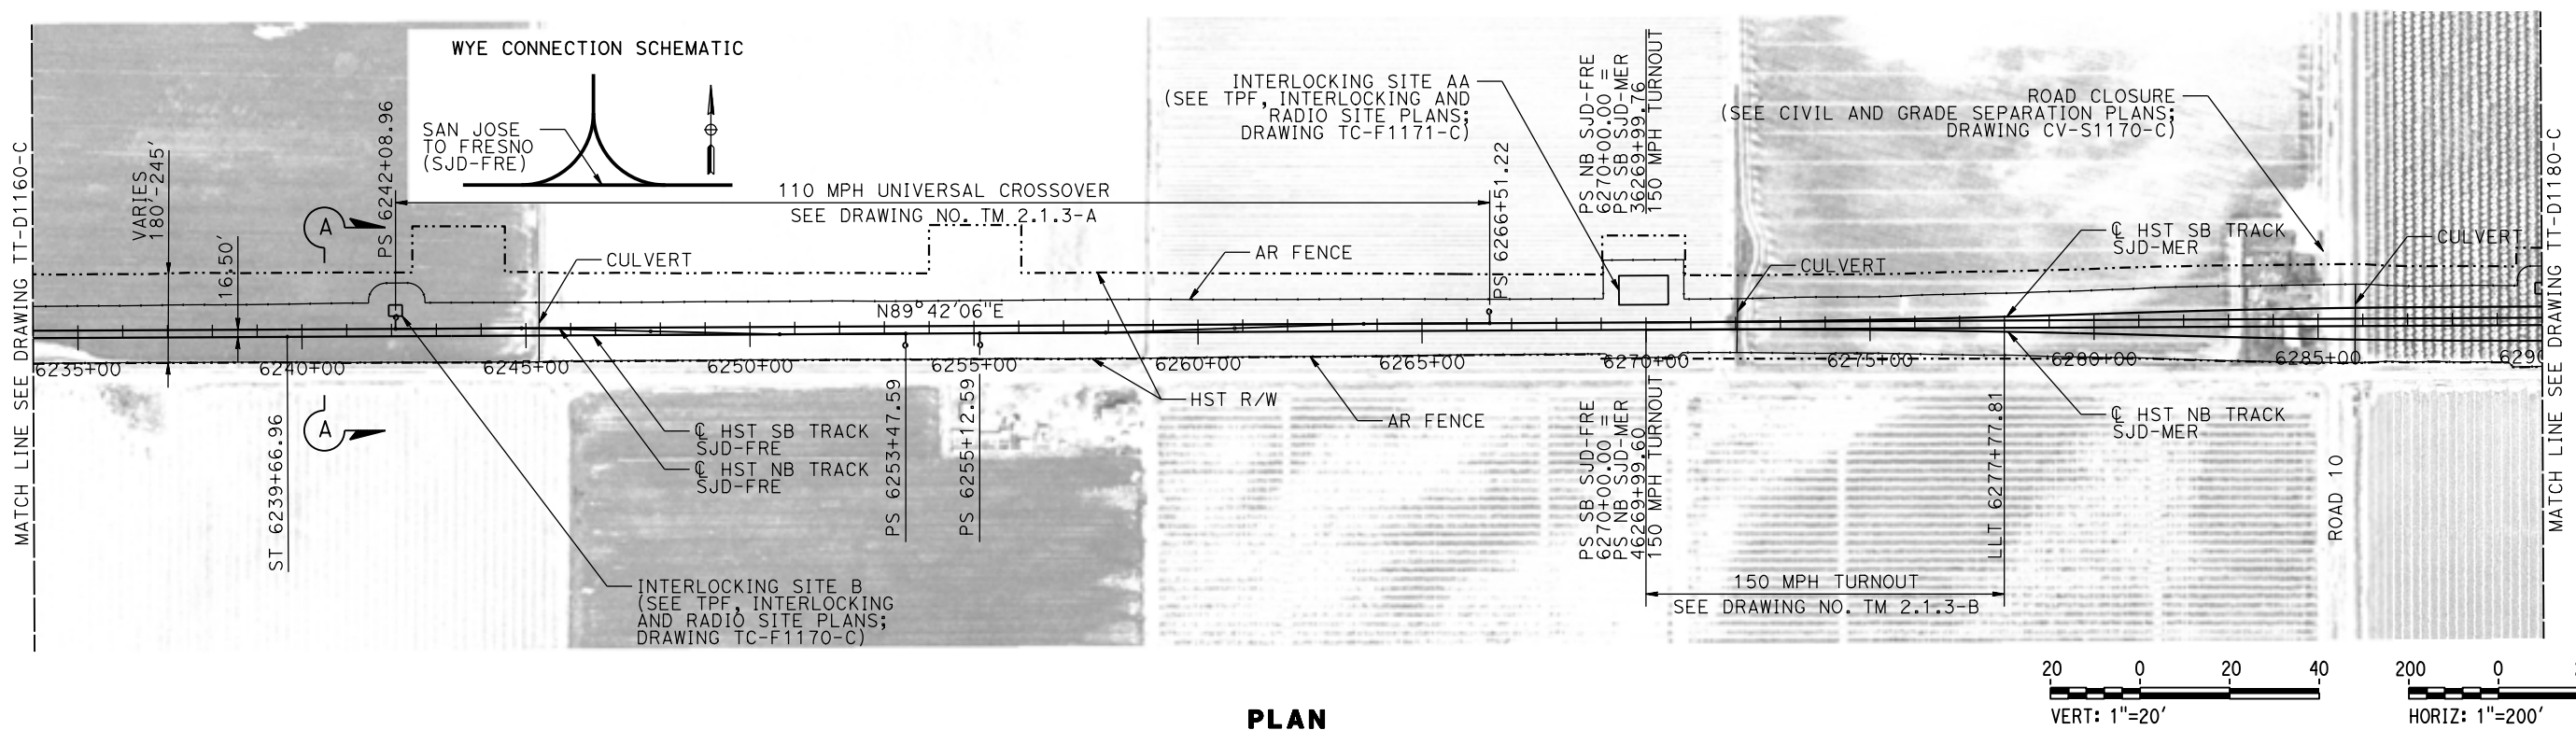 WYE CONNECTION SCHEMATIC
SAN JOSE
TO FRESNO
(SJD-FRE)
MATCH LINE SEE DRAWING TT-D1160-C
VARIES
180'-245'
16.50'
A
PS 6242+08.96
110 MPH UNIVERSAL CROSSOVER
SEE DRAWING NO. TM 2.1.3-A
CULVERT
AR FENCE
N89°42'06"E
PS 6266+51.22
INTERLOCKING SITE AA
(SEE TPF, INTERLOCKING AND
RADIO SITE PLANS;
DRAWING TC-F1171-C)
PS NB SJD-FRE
6270+00.00 =
PS SB SJD-MER
36269+99.76
150 MPH TURNOUT
ROAD CLOSURE
(SEE CIVIL AND GRADE SEPARATION PLANS;
DRAWING CV-S1170-C)
℄ HST SB TRACK
SJD-MER
CULVERT
CULVERT
MATCH LINE SEE DRAWING TT-D1180-C
6235+00
6240+00
6245+00
6250+00
6255+00
6260+00
6265+00
6270+00
6275+00
6280+00
6285+00
6290
ST 6239+66.96
A
℄ HST SB TRACK
SJD-FRE
℄ HST NB TRACK
SJD-FRE
PS 6253+47.59
PS 6255+12.59
HST R/W
AR FENCE
PS SB SJD-FRE
6270+00.00 =
PS NB SJD-MER
46269+99.60
150 MPH TURNOUT
LLT 6277+77.81
℄ HST NB TRACK
SJD-MER
ROAD 10
INTERLOCKING SITE B
(SEE TPF, INTERLOCKING
AND RADIO SITE PLANS;
DRAWING TC-F1170-C)
150 MPH TURNOUT
SEE DRAWING NO. TM 2.1.3-B
PLAN
20 0 20 40
VERT: 1"=20'
200 0
HORIZ: 1"=200'